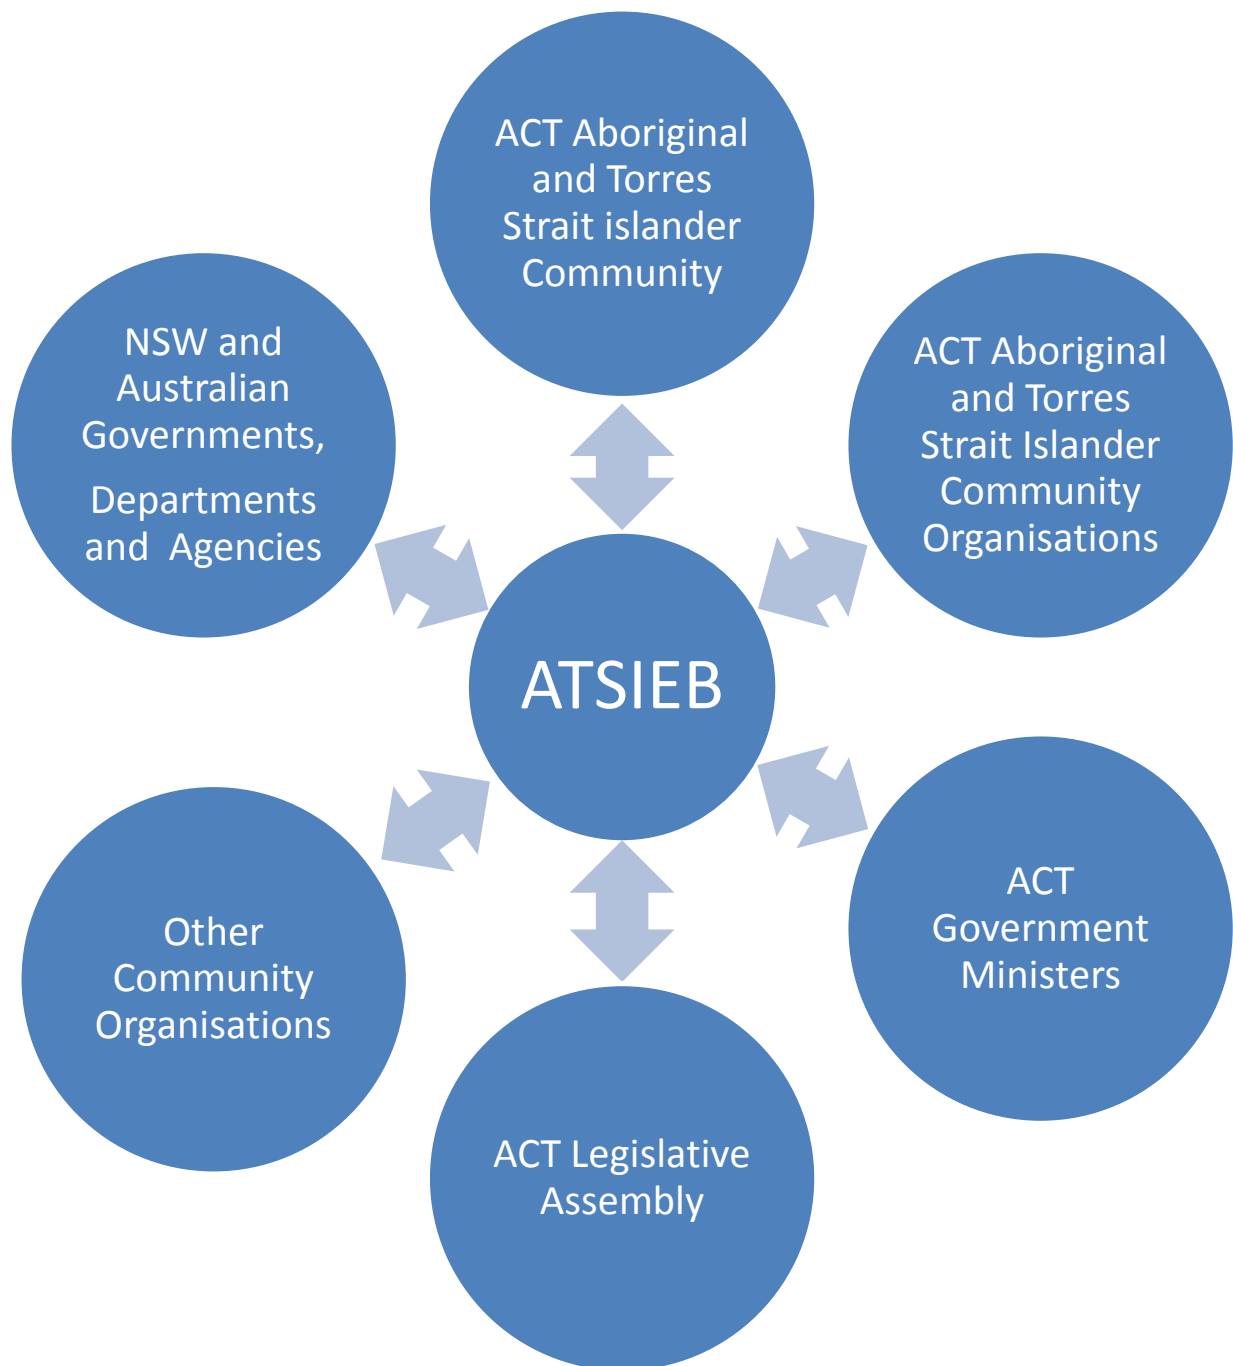 ACT Aboriginal
and Torres
Strait islander
Community
ACT Aboriginal
and Torres
Strait Islander
Community
Organisations
ACT
Government
Ministers
ACT Legislative
Assembly
Other
Community
Organisations
NSW and
Australian
Governments,
Departments
and  Agencies
ATSIEB